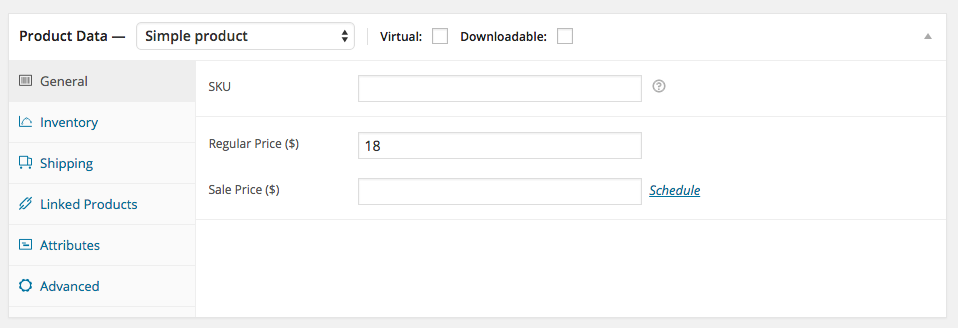 Product Data — Simple product Virtual: Downloadable:
General
Inventory
Shipping
Linked Products
Attributes
Advanced
SKU ?
Regular Price ($) 18
Sale Price ($) Schedule